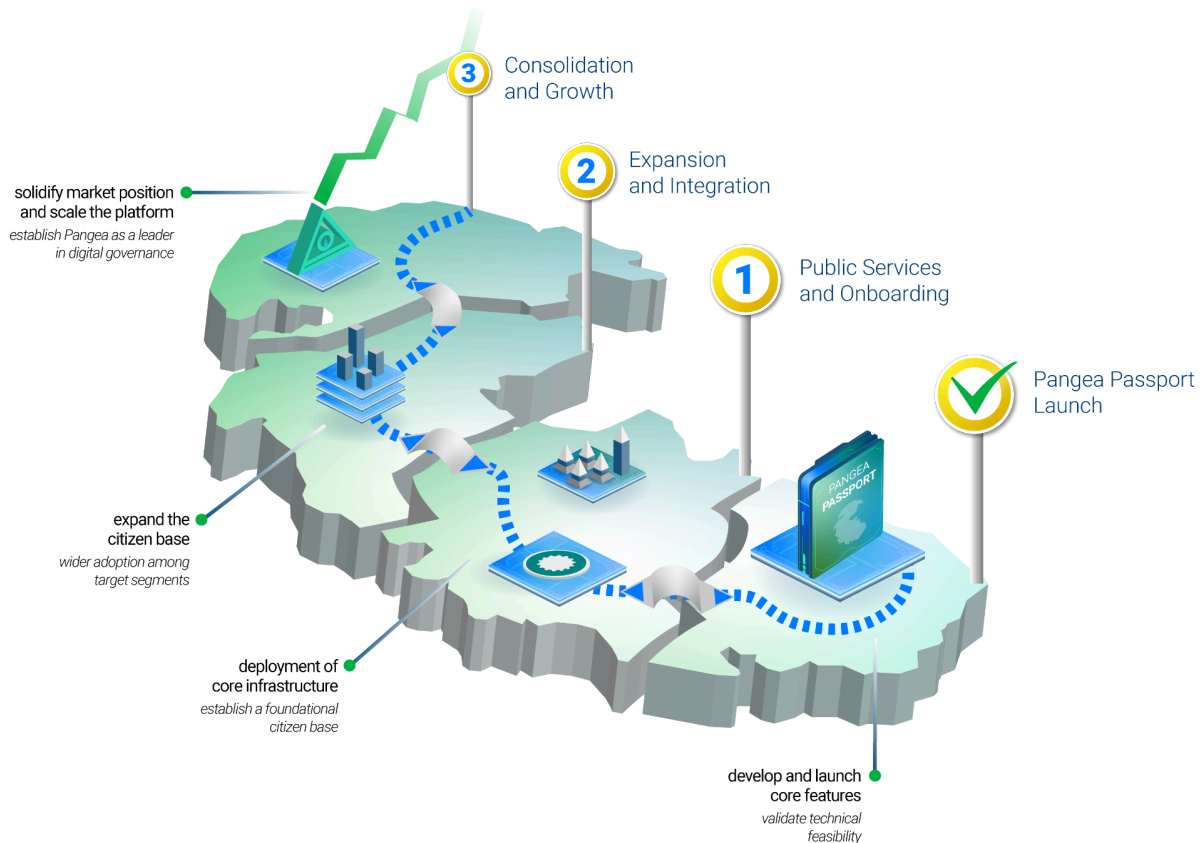 3
Consolidation
and Growth
2
Expansion
and Integration
solidify market position
and scale the platform
establish Pangea as a leader
in digital governance
1
Public Services
and Onboarding
Pangea Passport
Launch
PANGEA
PASSPORT
expand the
citizen base
wider adoption among
target segments
deployment of
core infrastructure
establish a foundational
citizen base
develop and launch
core features
validate technical
feasibility